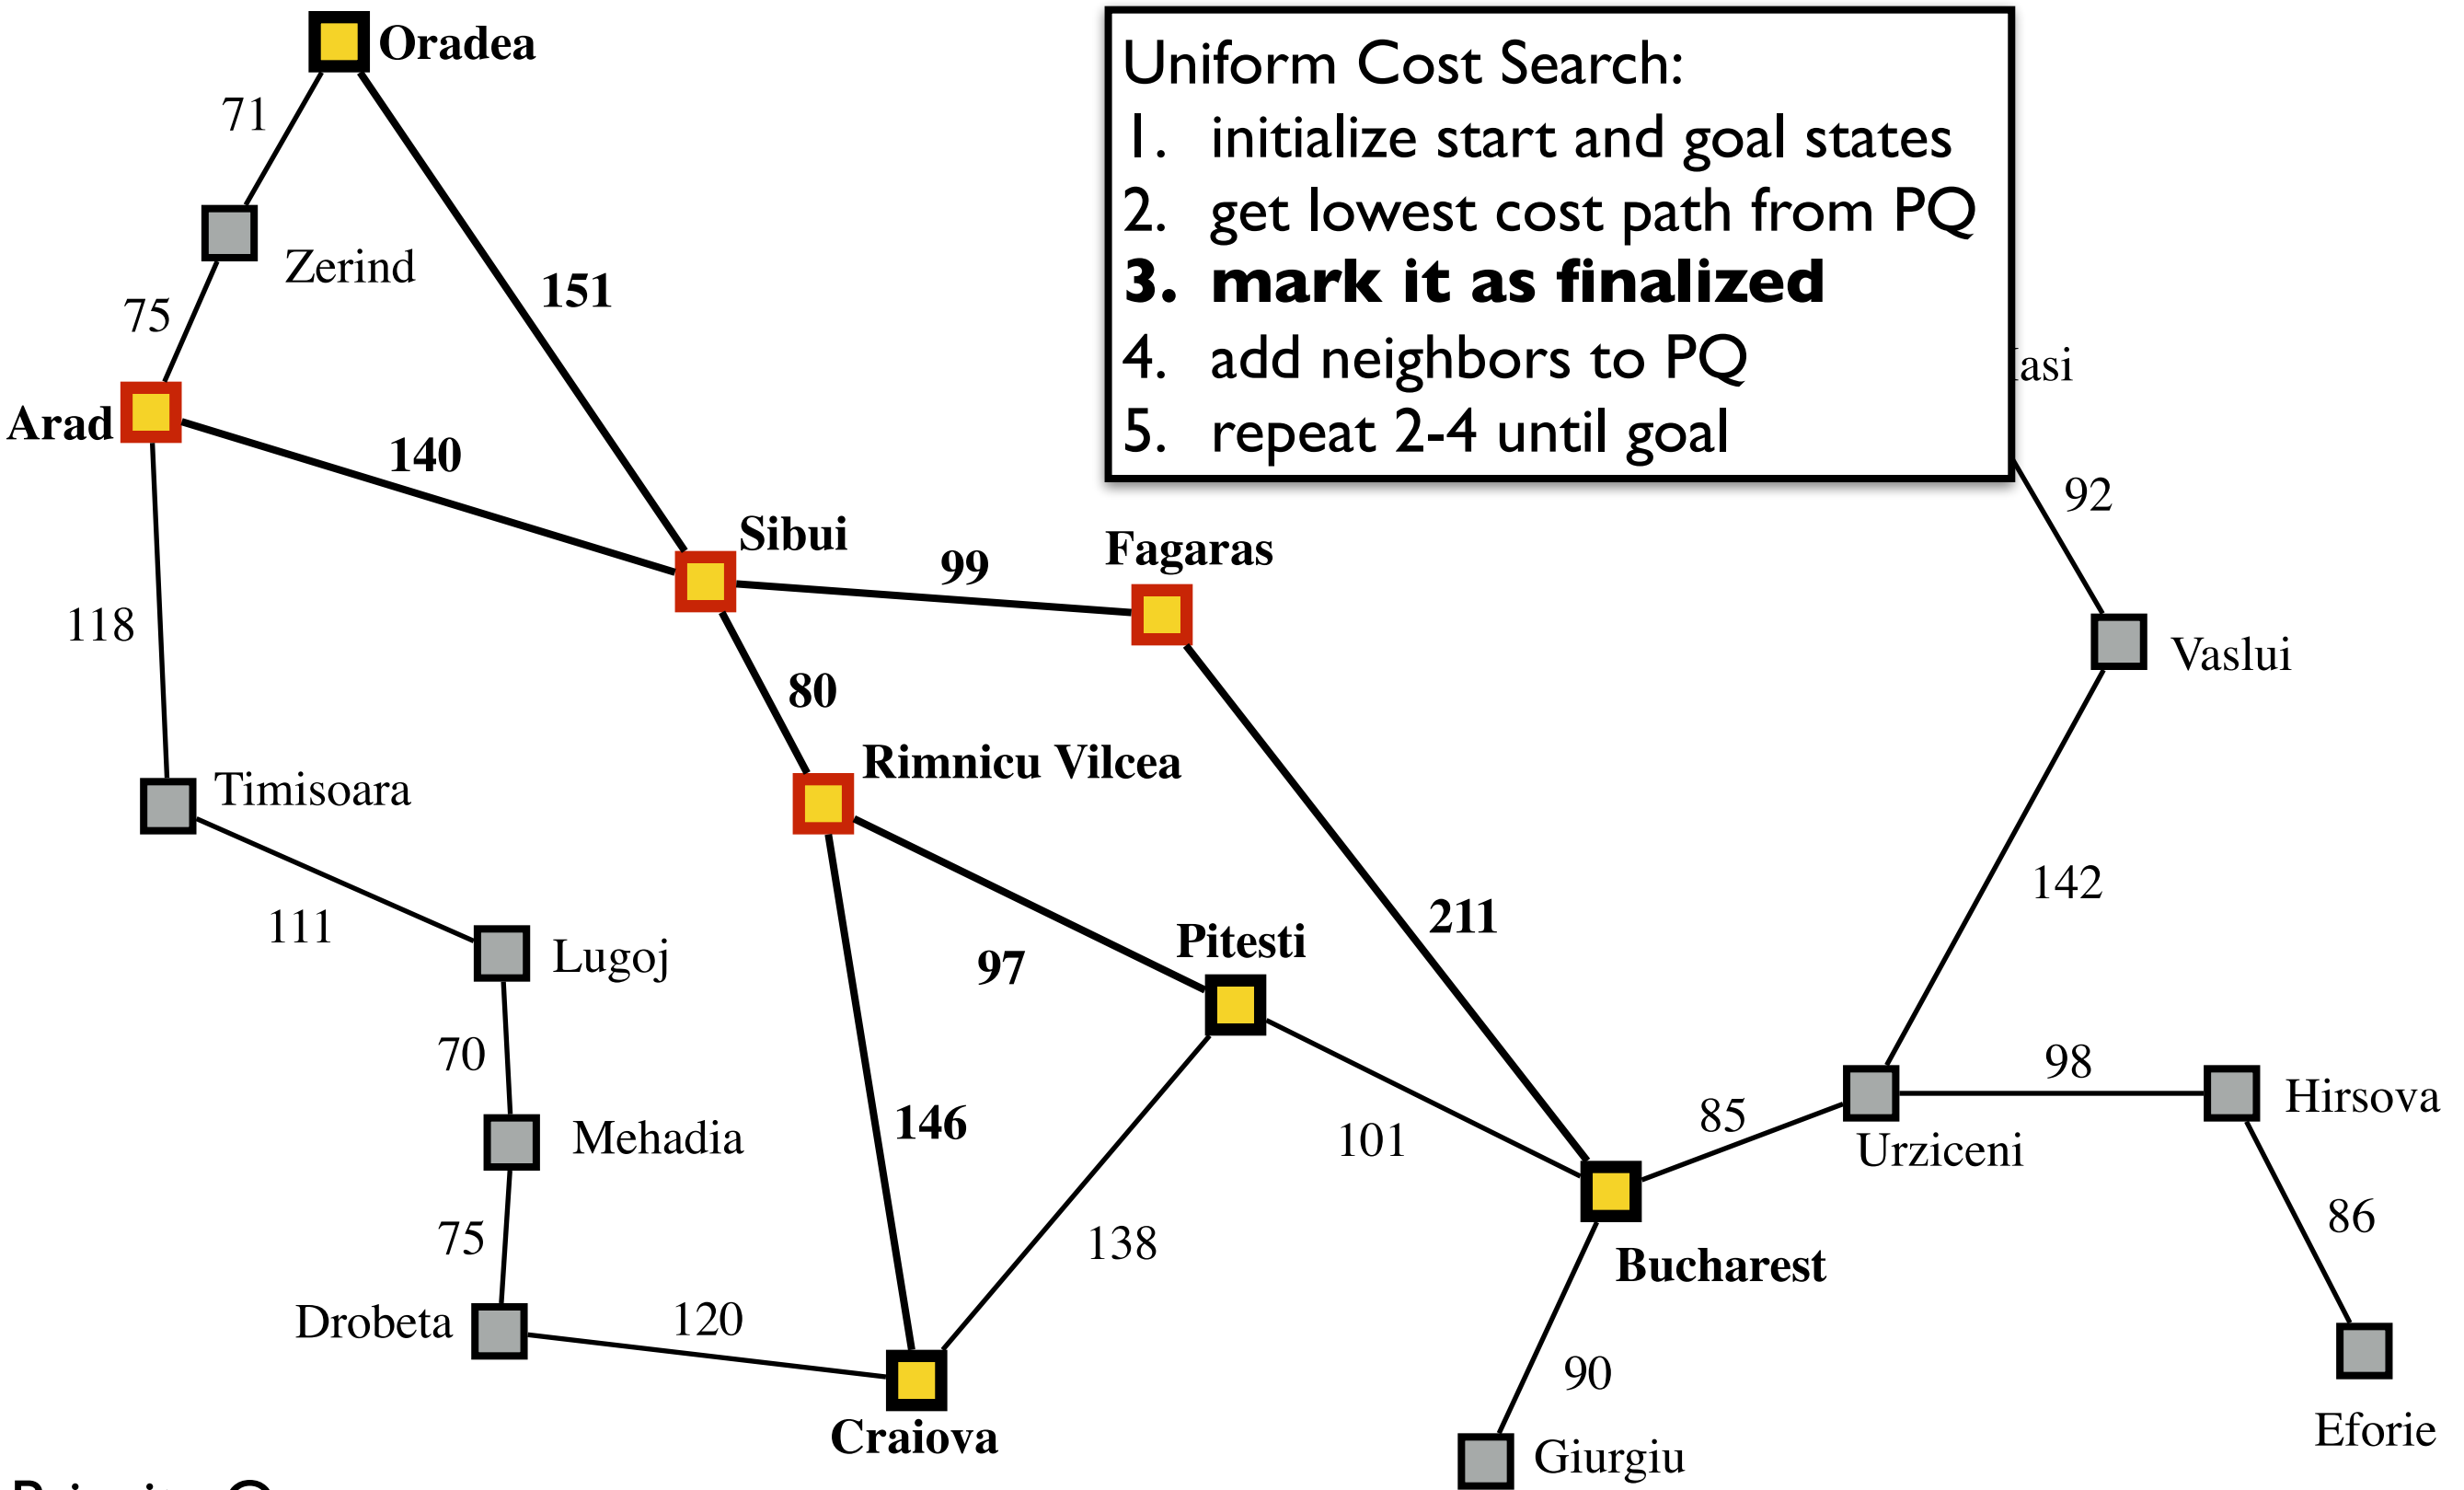 Oradea
Uniform Cost Search:
1. initialize start and goal states
2. get lowest cost path from PQ
3. mark it as finalized
4. add neighbors to PQ
5. repeat 2-4 until goal
71
Zerind
151
75
Iasi
Arad
140
92
Sibui
99
Fagaras
118
Vaslui
80
Rimnicu Vilcea
Timisoara
142
211
111
Pitesti
Lugoj
97
70
98
Hirsova
85
Mehadia
146
101
Urziceni
86
75
138
Bucharest
Drobeta
120
90
Craiova
Giurgiu
Eforie